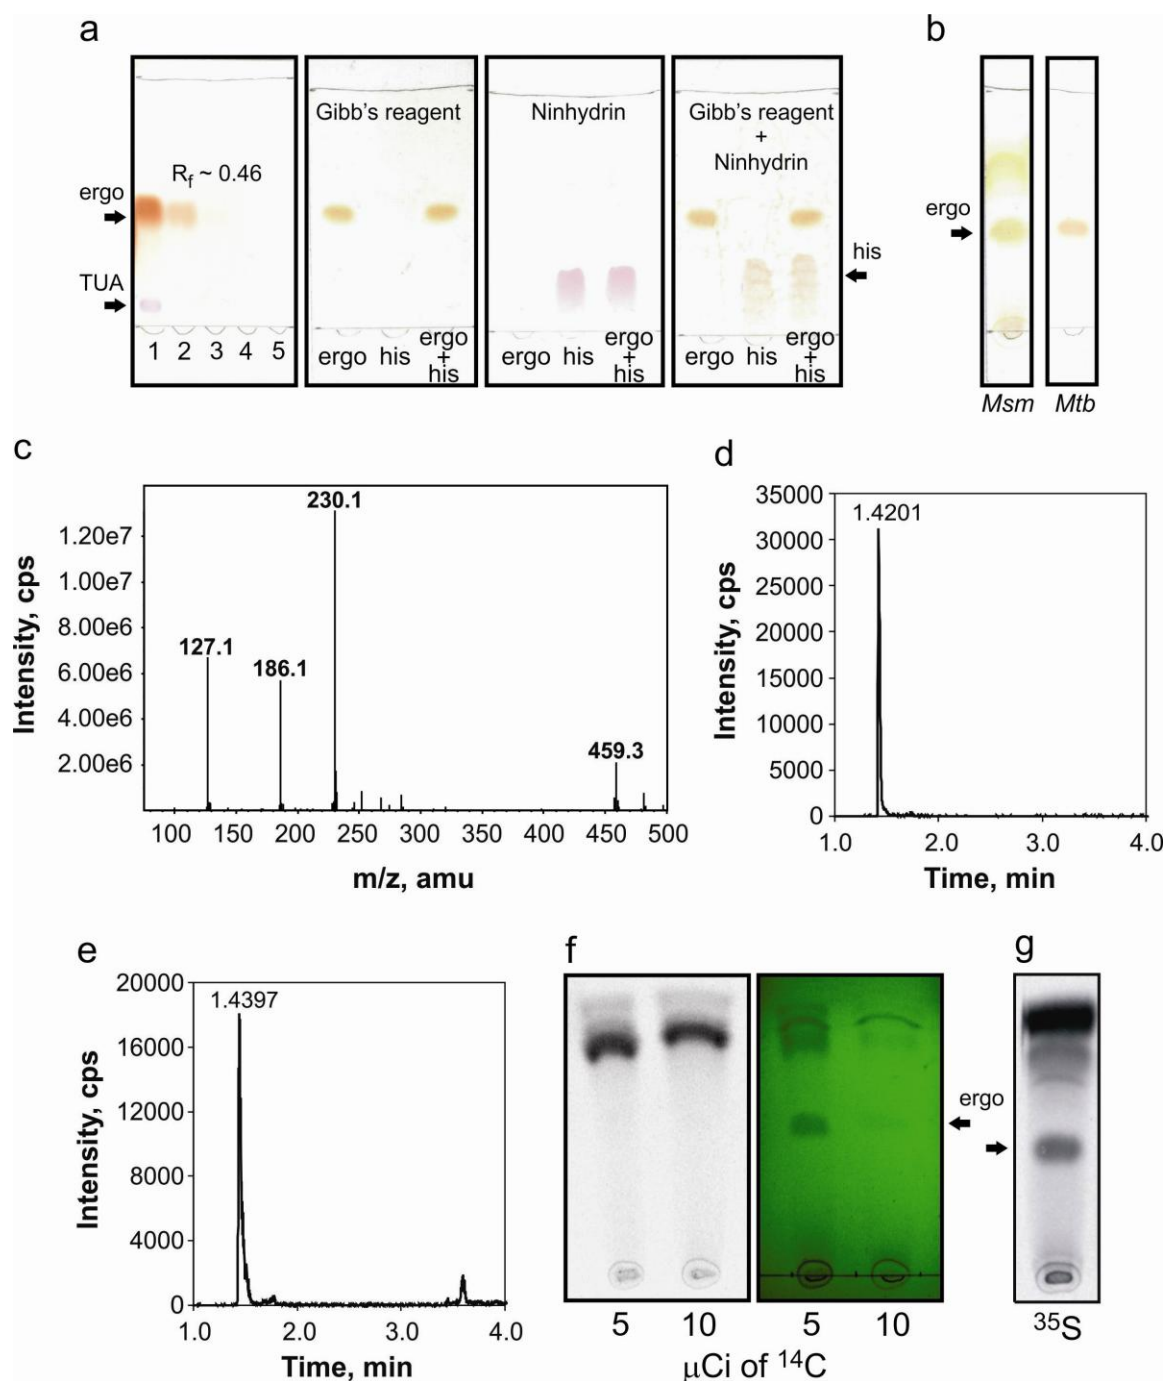 a
b
ergo
TUA
R_f ~ 0.46
1 2 3 4 5
Gibb's reagent
ergo his ergo + his
Ninhydrin
ergo his ergo + his
Gibb's reagent
+
Ninhydrin
ergo his ergo + his
his
ergo
Msm Mtb
c
Intensity, cps
1.20e7
1.00e7
8.00e6
6.00e6
4.00e6
2.00e6
127.1
186.1
230.1
459.3
100 150 200 250 300 350 400 450 500
m/z, amu
d
Intensity, cps
35000
30000
25000
20000
15000
10000
5000
0
1.4201
1.0 2.0 3.0 4.0
Time, min
e
Intensity, cps
20000
16000
12000
8000
4000
0
1.4397
1.0 2.0 3.0 4.0
Time, min
f
5 10 5 10
μCi of ¹⁴C
ergo
g
³⁵S